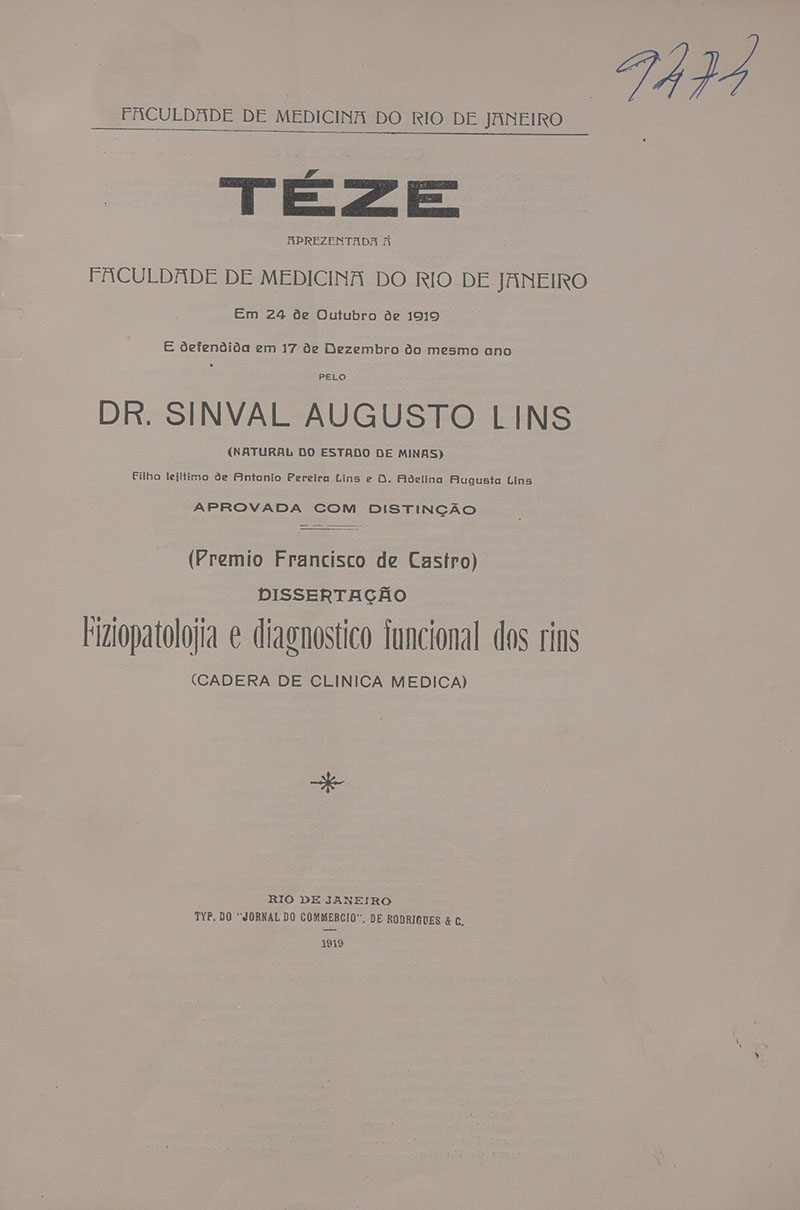 FACULDADE DE MEDICINA DO RIO DE JANEIRO
TÉZE
APREZENTADA Á
FACULDADE DE MEDICINA DO RIO DE JANEIRO
Em 24 de Outubro de 1919
E defendida em 17 de Dezembro do mesmo ano
PELO
DR. SINVAL AUGUSTO LINS
(NATURAL DO ESTADO DE MINAS)
Filho lejitimo de Antonio Pereira Lins e D. Adelina Augusta Lins
APROVADA COM DISTINÇÃO
(Premio Francisco de Castro)
DISSERTAÇÃO
Fiziopatolojia e diagnostico funcional dos rins
(CADERA DE CLINICA MEDICA)
RIO DE JANEIRO
TYP. DO "JORNAL DO COMMERCIO", DE RODRIGUES & C.
1919